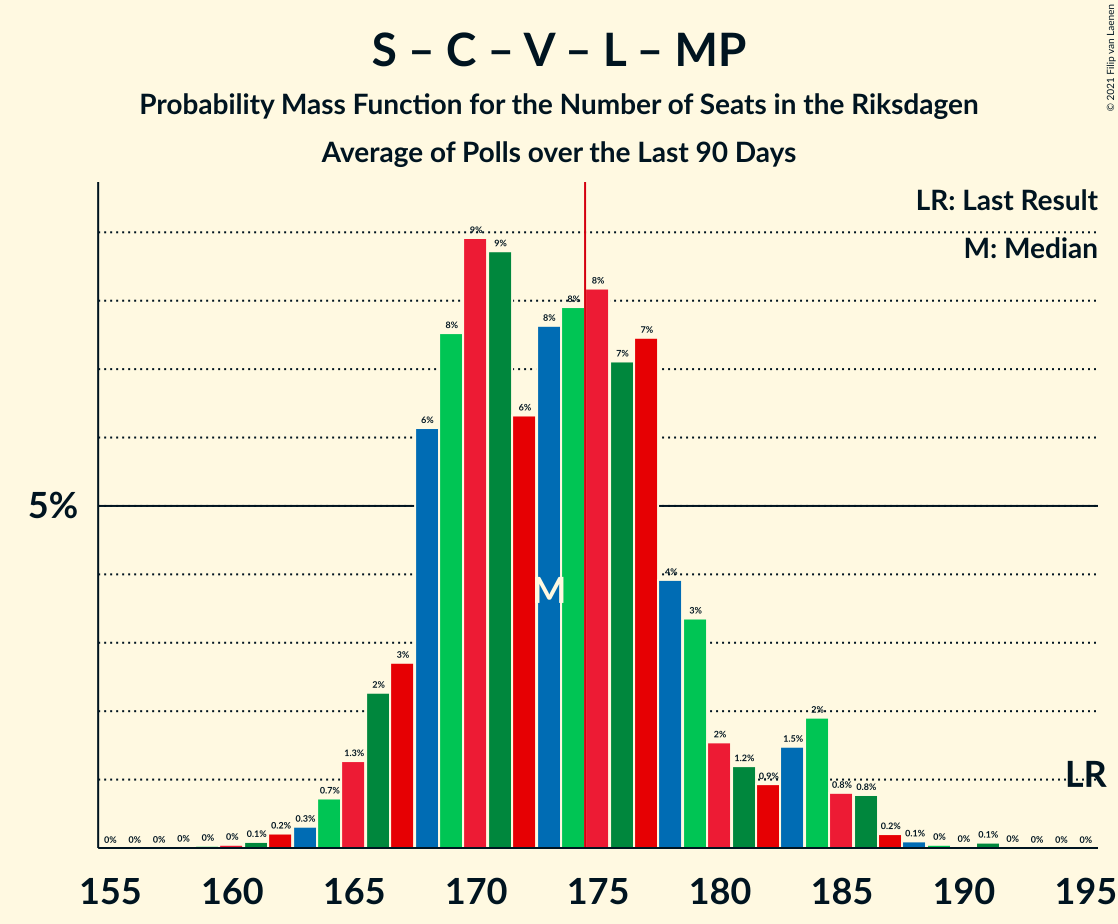 S – C – V – L – MP
Probability Mass Function for the Number of Seats in the Riksdagen
Average of Polls over the Last 90 Days
© 2021 Filip van Laenen
LR: Last Result
M: Median
5%
0% 0% 0% 0% 0% 0% 0.1% 0.2% 0.3% 0.7% 1.3% 2% 3% 6% 8% 9% 9% 6% 8% 8% 8% 7% 7% 4% 3% 2% 1.2% 0.9% 1.5% 2% 0.8% 0.8% 0.2% 0.1% 0% 0% 0.1% 0% 0% 0% 0%
M
LR
155 160 165 170 175 180 185 190 195